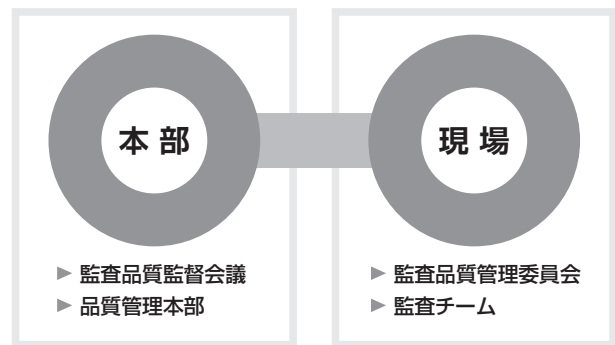 本部
▶ 監査品質監督会議
▶ 品質管理本部
現場
▶ 監査品質管理委員会
▶ 監査チーム